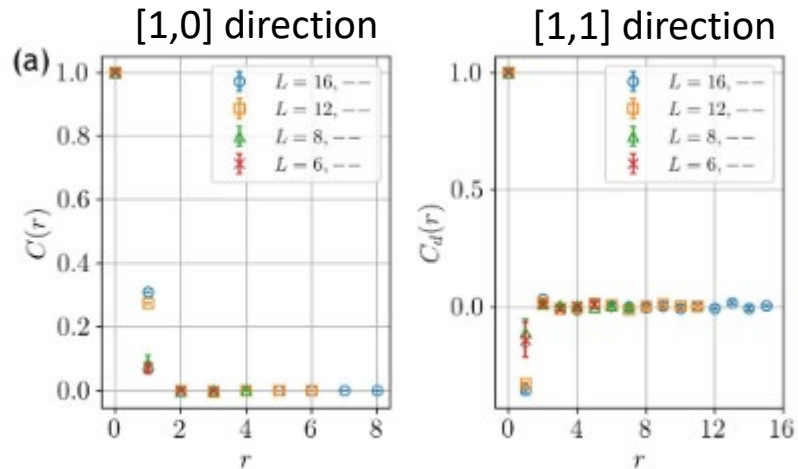 [1,0] direction
[1,1] direction
(a)
1.0
0.8
0.6
0.4
0.2
0.0
C(r)
0
2
4
6
8
r
L = 16, --
L = 12, --
L = 8, --
L = 6, --
1.0
0.5
0.0
C_d(r)
0
4
8
12
16
r
L = 16, --
L = 12, --
L = 8, --
L = 6, --